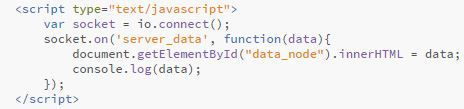 <script type="text/javascript">
    var socket = io.connect();
    socket.on('server_data', function(data){
        document.getElementById("data_node").innerHTML = data;
        console.log(data);
    });
</script>